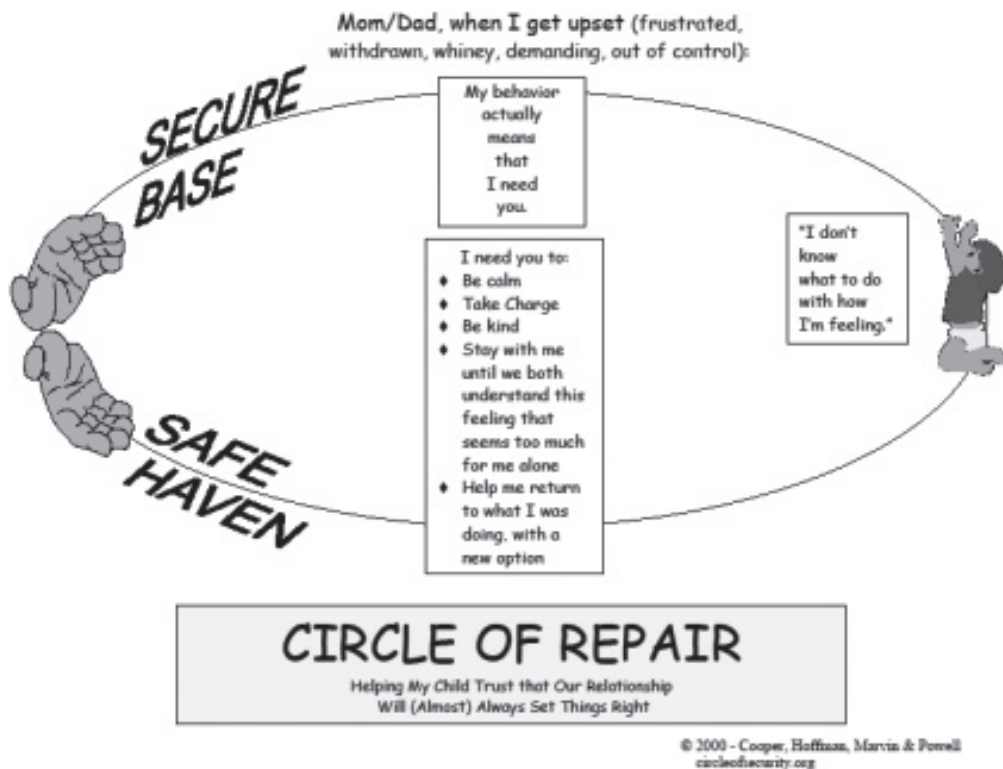 Mom/Dad, when I get upset (frustrated,
withdrawn, whiney, demanding, out of control):
SECURE
BASE
My behavior
actually
means
that
I need
you.
"I don't
know
what to do
with how
I'm feeling."
I need you to:
♦ Be calm
♦ Take Charge
♦ Be kind
♦ Stay with me
until we both
understand this
feeling that
seems too much
for me alone
♦ Help me return
to what I was
doing, with a
new option
SAFE
HAVEN
CIRCLE OF REPAIR
Helping My Child Trust that Our Relationship
Will (Almost) Always Set Things Right
© 2000 - Cooper, Hoffman, Marvin & Powell
circleofsecurity.org